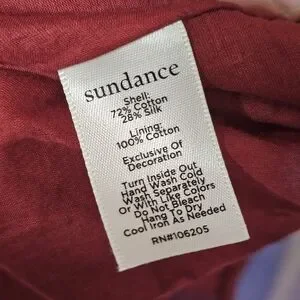 sundance
Shell:
72% Cotton
28% Silk
Lining:
100% Cotton
Exclusive Of
Decoration
Turn Inside Out
Hand Wash Cold
Wash Separately
Or With Like Colors
Do Not Bleach
Hang To Dry
Cool Iron As Needed
RN#106205